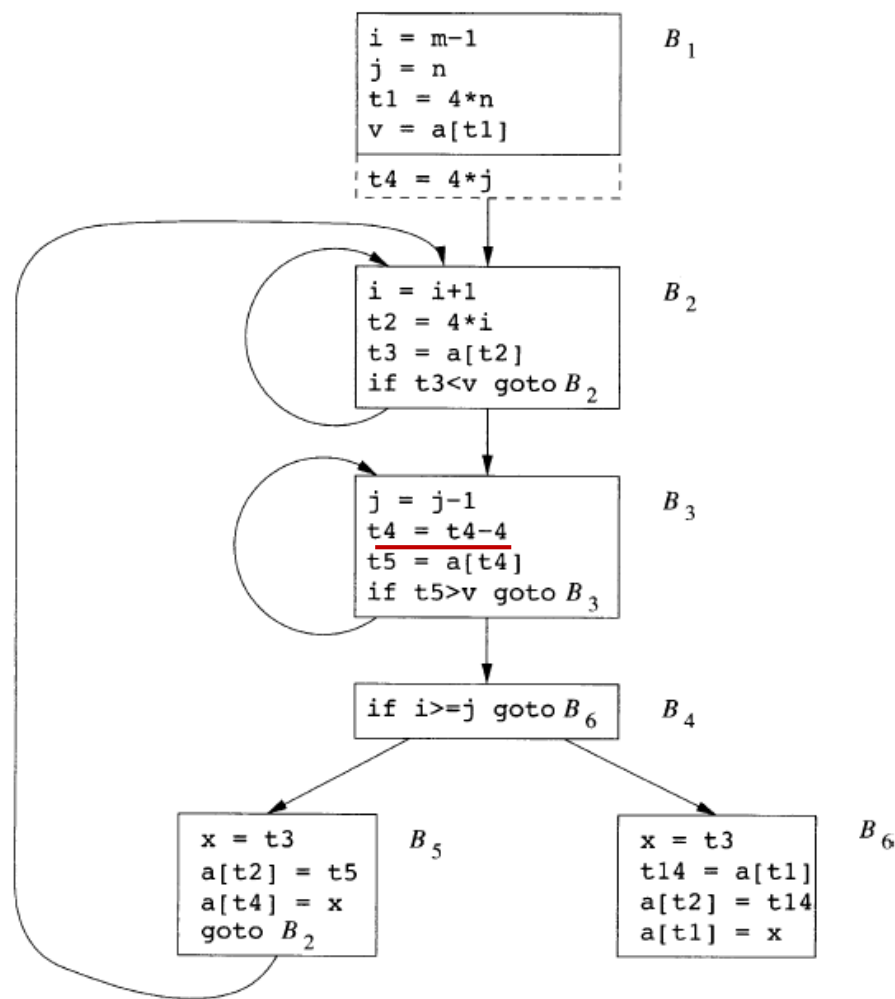 i = m-1
B1
j = n
t1 = 4*n
v = a[t1]
t4 = 4*j
i = i+1
B2
t2 = 4*i
t3 = a[t2]
if t3<v goto B2
j = j-1
B3
t4 = t4-4
t5 = a[t4]
if t5>v goto B3
if i>=j goto B6
B4
x = t3
B5
a[t2] = t5
a[t4] = x
goto B2
x = t3
B6
t14 = a[t1]
a[t2] = t14
a[t1] = x